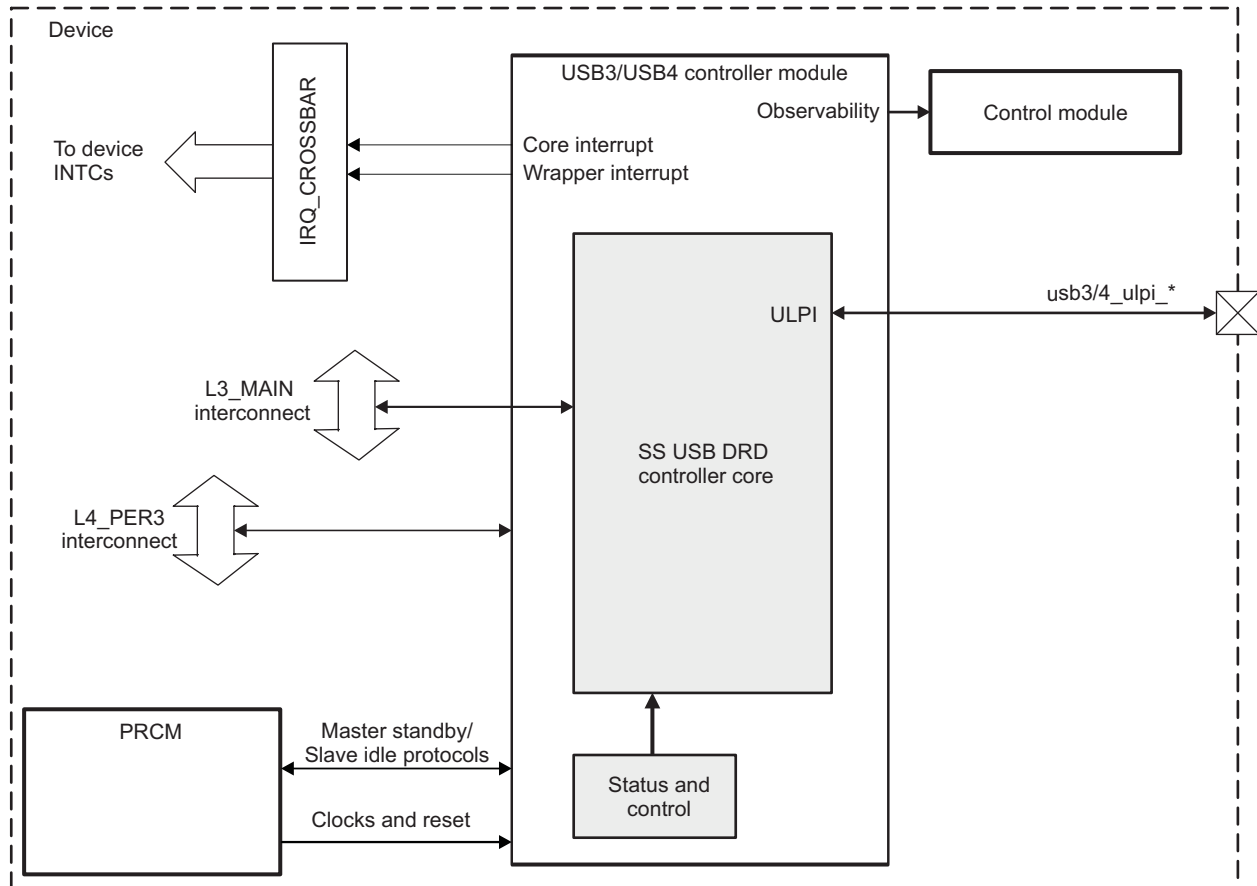 Device
USB3/USB4 controller module
Observability
Control module
IRQ_CROSSBAR
To device
INTCs
Core interrupt
Wrapper interrupt
ULPI
usb3/4_ulpi_*
L3_MAIN
interconnect
SS USB DRD
controller core
L4_PER3
interconnect
PRCM
Master standby/
Slave idle protocols
Clocks and reset
Status and
control